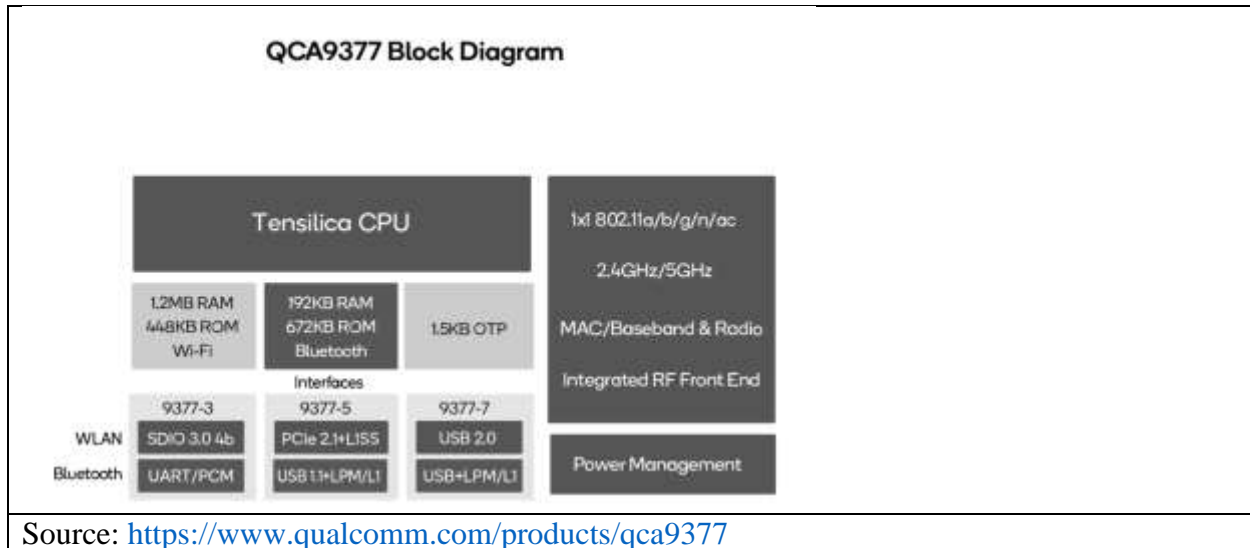 QCA9377 Block Diagram
Tensilica CPU
1.2MB RAM
448KB ROM
Wi-Fi
192KB RAM
672KB ROM
Bluetooth
1.5KB OTP
1x1 802.11a/b/g/n/ac
2.4GHz/5GHz
MAC/Baseband & Radio
Integrated RF Front End
Interfaces
9377-3
9377-5
9377-7
WLAN
SDIO 3.0 4b
PCIe 2.1+L1SS
USB 2.0
Bluetooth
UART/PCM
USB 1.1+LPM/L1
USB+LPM/L1
Power Management
Source: https://www.qualcomm.com/products/qca9377